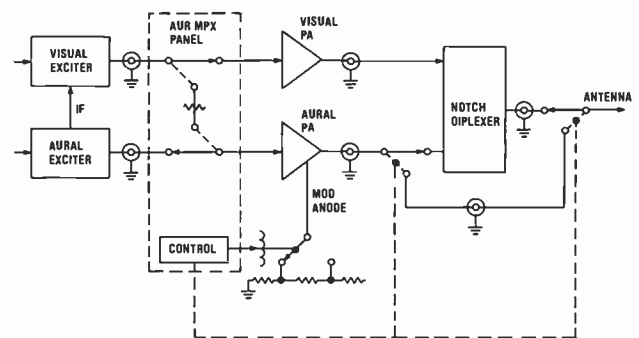 AUR MPX
PANEL
VISUAL
PA
VISUAL
EXCITER
IF
AURAL
EXCITER
AURAL
PA
NOTCH
OIPLEXER
ANTENNA
MOD
ANODE
CONTROL